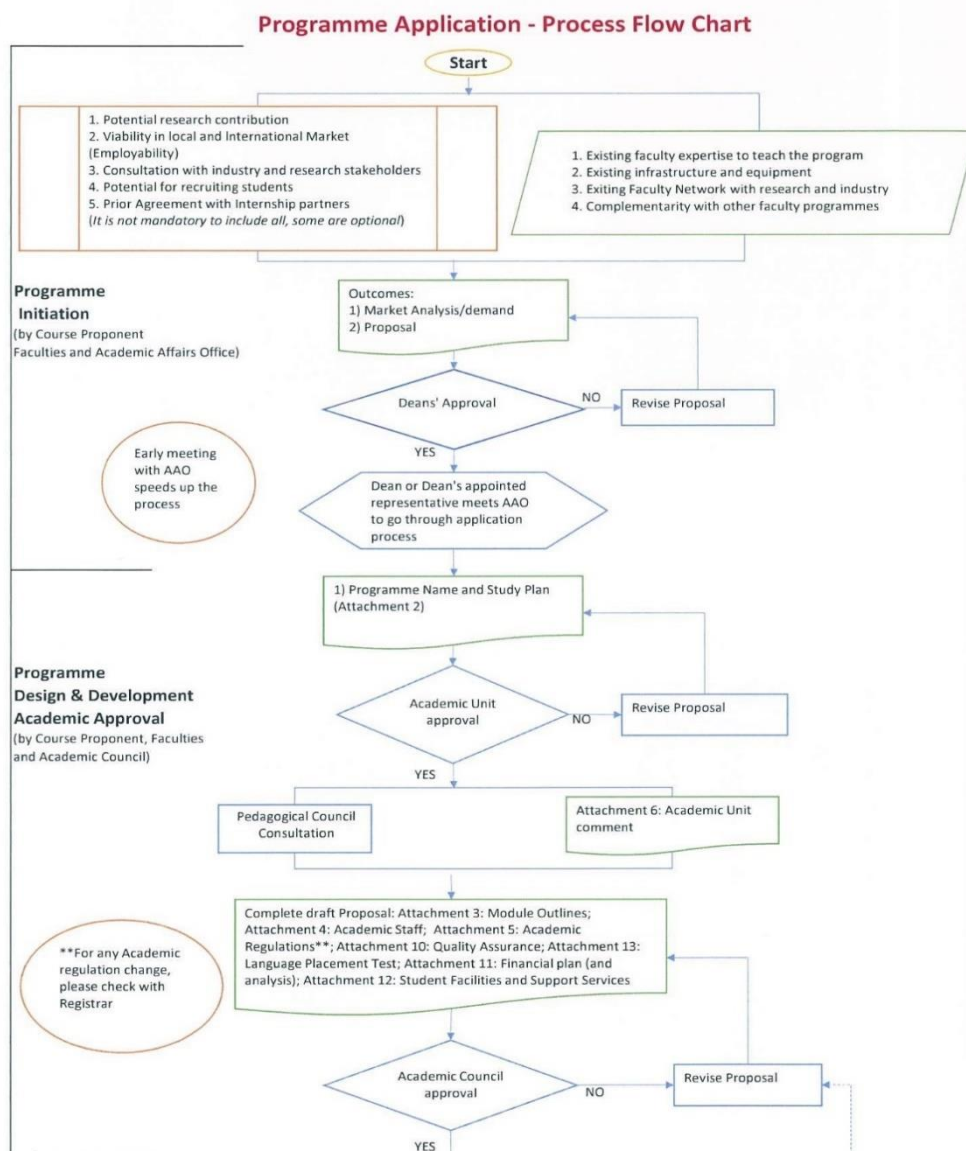 Programme Application - Process Flow Chart
Start
1. Potential research contribution
2. Viability in local and International Market
(Employability)
3. Consultation with industry and research stakeholders
4. Potential for recruiting students
5. Prior Agreement with Internship partners
(It is not mandatory to include all, some are optional)
1. Existing faculty expertise to teach the program
2. Existing infrastructure and equipment
3. Exiting Faculty Network with research and industry
4. Complementarity with other faculty programmes
Programme
Initiation
(by Course Proponent
Faculties and Academic Affairs Office)
Outcomes:
1) Market Analysis/demand
2) Proposal
Deans' Approval
NO
Revise Proposal
YES
Early meeting
with AAO
speeds up the
process
Dean or Dean's appointed
representative meets AAO
to go through application
process
1) Programme Name and Study Plan
(Attachment 2)
Programme
Design & Development
Academic Approval
(by Course Proponent, Faculties
and Academic Council)
Academic Unit
approval
NO
Revise Proposal
YES
Pedagogical Council
Consultation
Attachment 6: Academic Unit
comment
Complete draft Proposal: Attachment 3: Module Outlines;
Attachment 4: Academic Staff; Attachment 5: Academic
Regulations**; Attachment 10: Quality Assurance; Attachment 13:
Language Placement Test; Attachment 11: Financial plan (and
analysis); Attachment 12: Student Facilities and Support Services
**For any Academic
regulation change,
please check with
Registrar
Academic Council
approval
NO
Revise Proposal
YES